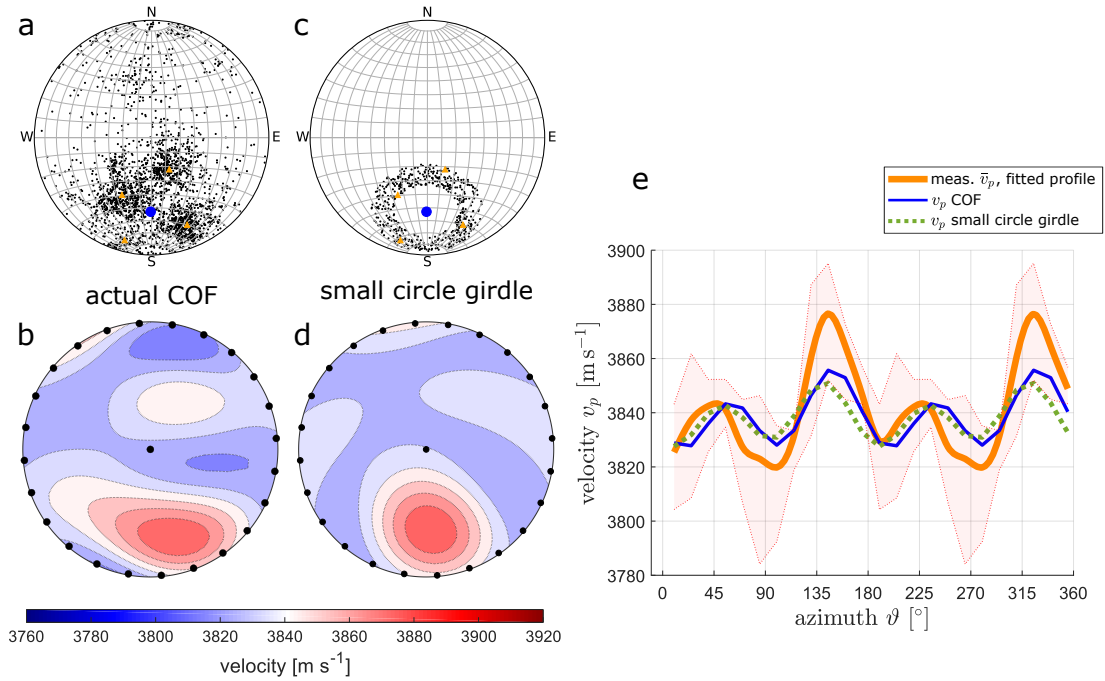 a
N
W
E
S
c
N
W
E
S
actual COF
small circle girdle
b
d
3760
3780
3800
3820
3840
3860
3880
3900
3920
velocity [m s⁻¹]
e
meas. v̄ₚ, fitted profile
vₚ COF
vₚ small circle girdle
3900
3880
3860
3840
3820
3800
3780
velocity vₚ [m s⁻¹]
0
45
90
135
180
225
270
315
360
azimuth ϑ [°]